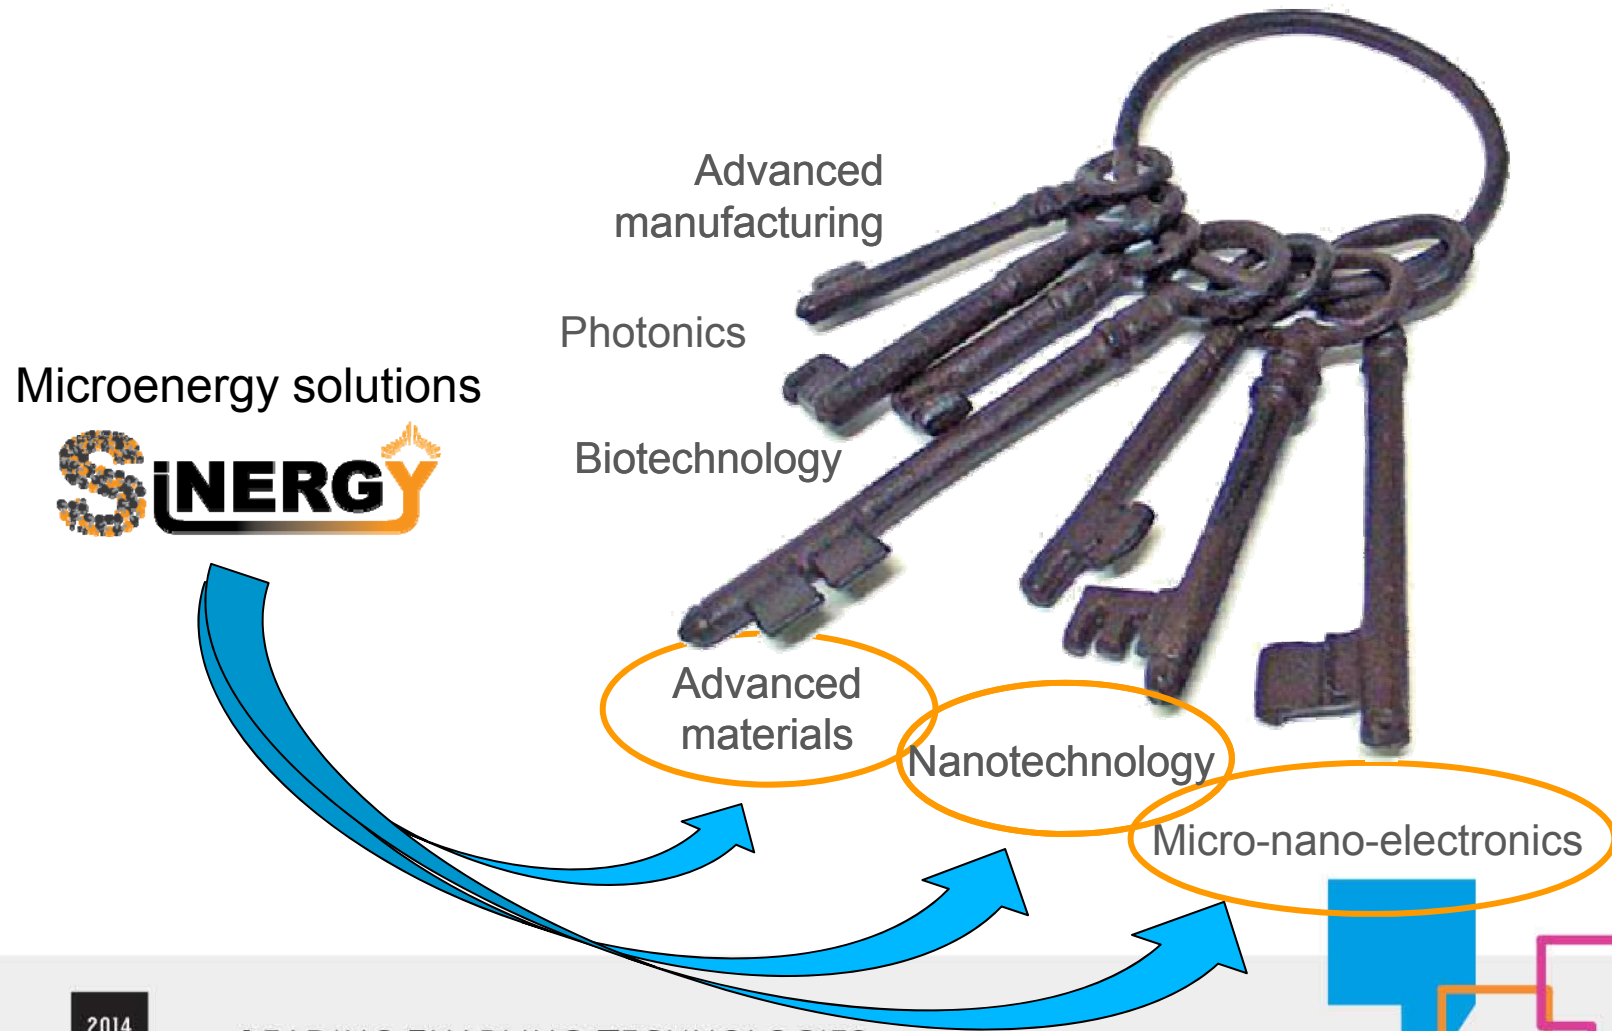 Advanced
manufacturing
Photonics
Microenergy solutions
SiNERGY
Biotechnology
Advanced
materials
Nanotechnology
Micro-nano-electronics
2014